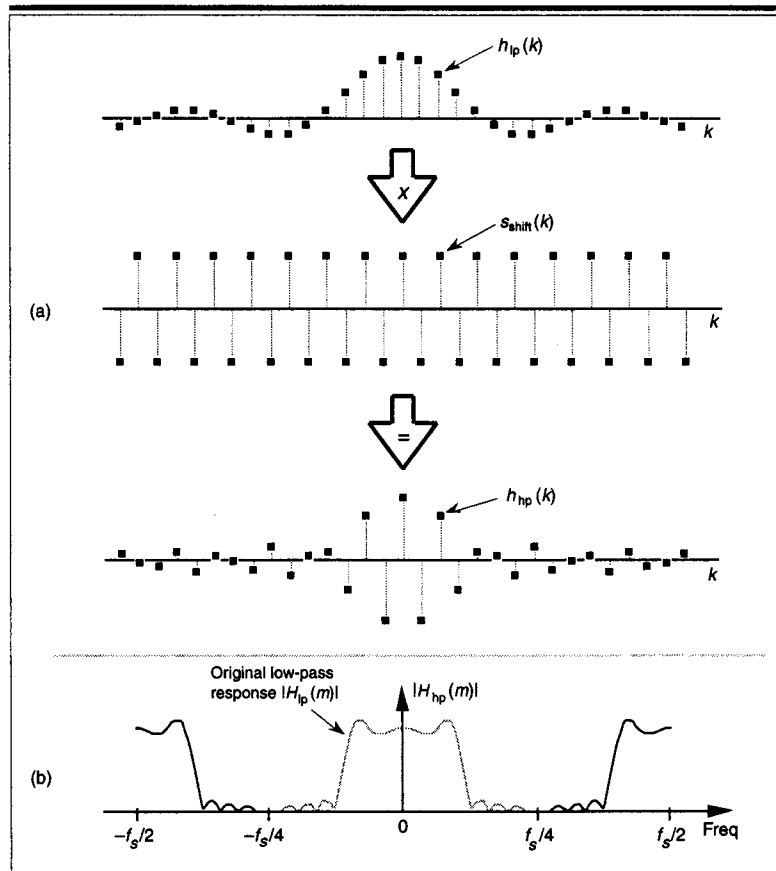 h_lp(k)
k
x
s_shift(k)
(a)
k
=
h_hp(k)
k
Original low-pass
response |H_lp(m)|
|H_hp(m)|
(b)
−f_s/2
−f_s/4
0
f_s/4
f_s/2
Freq